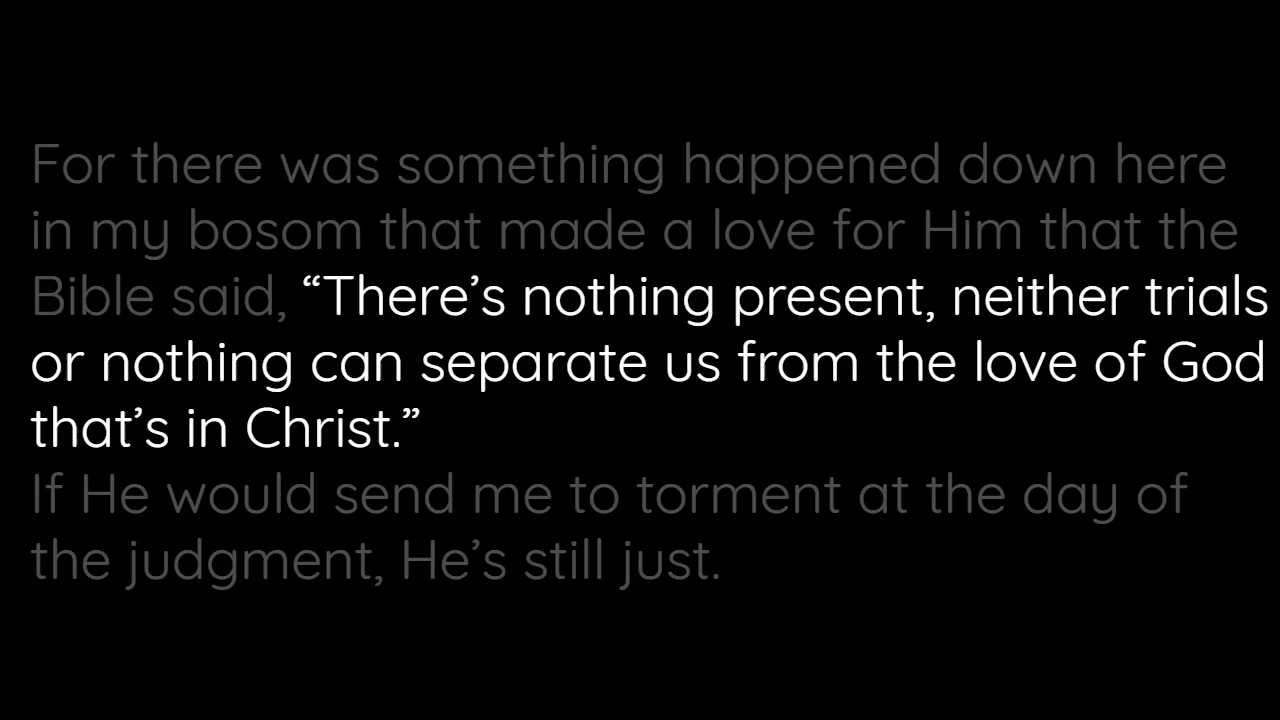 For there was something happened down here
in my bosom that made a love for Him that the
Bible said, “There’s nothing present, neither trials
or nothing can separate us from the love of God
that’s in Christ.”
If He would send me to torment at the day of
the judgment, He’s still just.